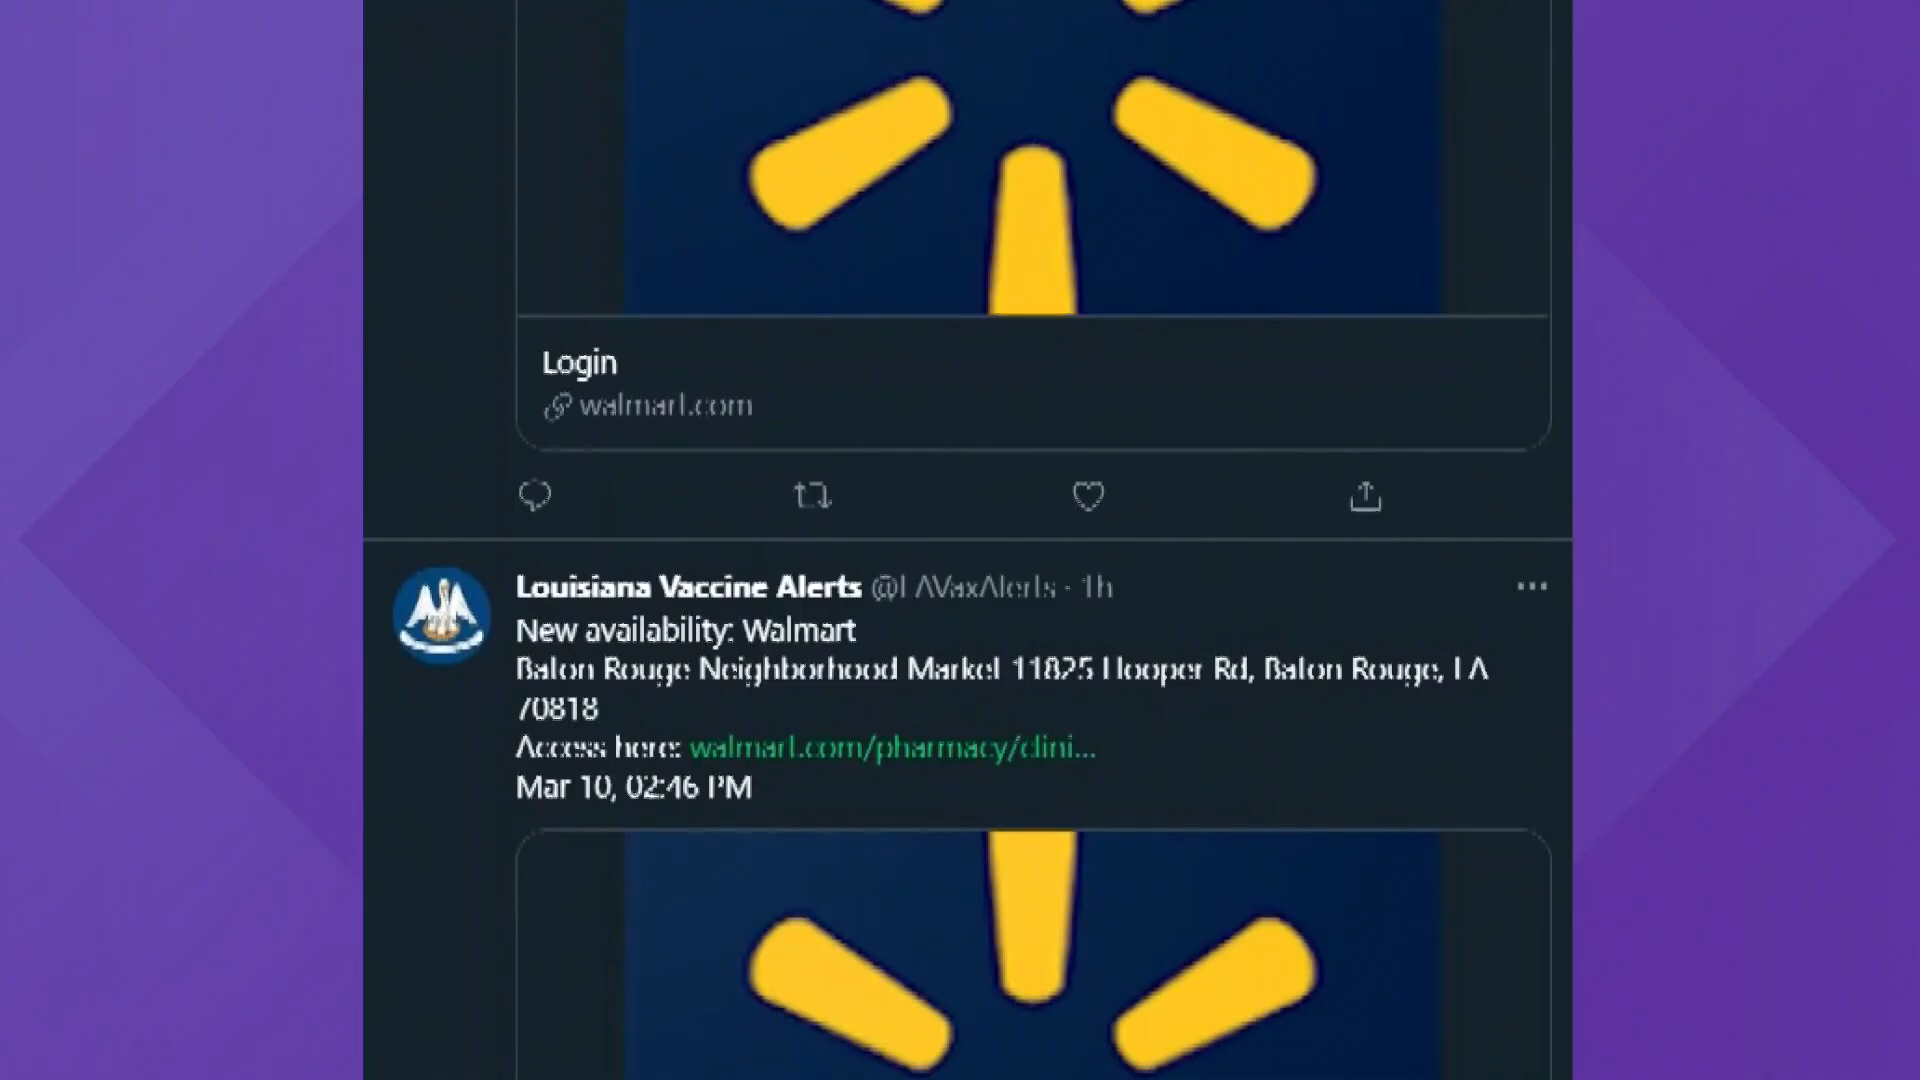 Login
walmart.com
Louisiana Vaccine Alerts @LAVaxAlerts · 1h
New availability: Walmart
Baton Rouge Neighborhood Market 11825 Hooper Rd, Baton Rouge, LA
70818
Access here: walmart.com/pharmacy/clini...
Mar 10, 02:46 PM